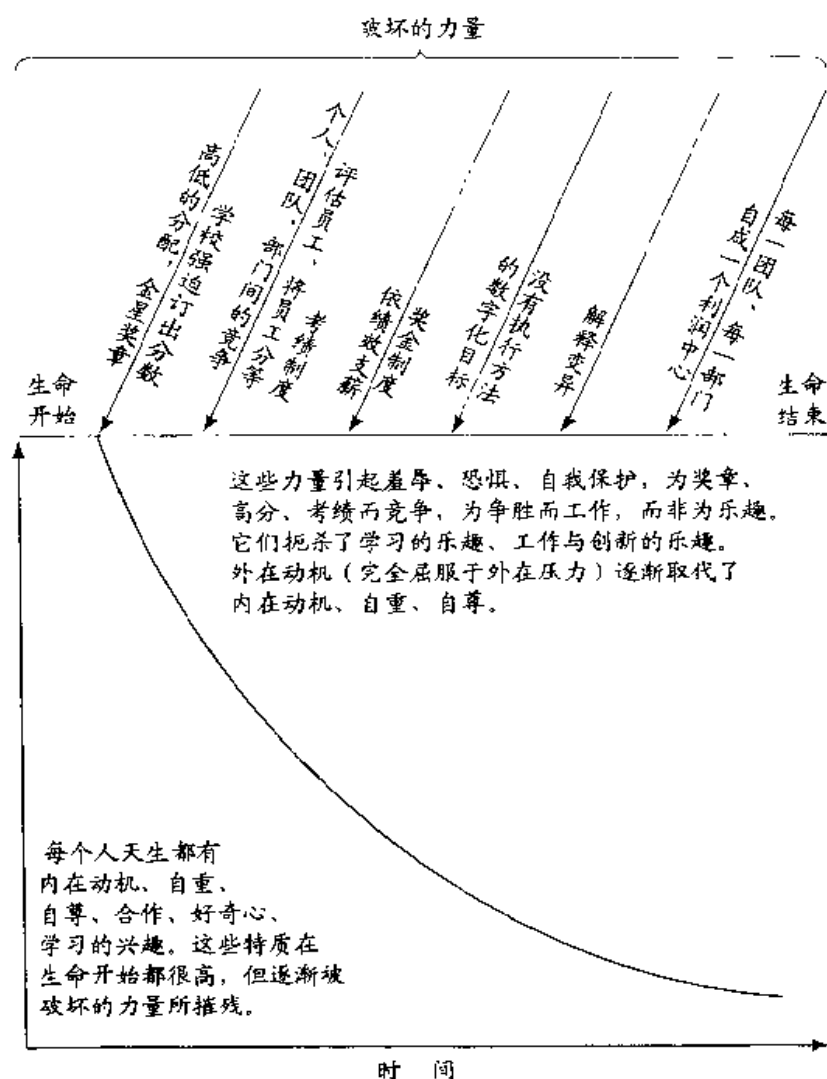 破坏的力量
学校强迫订出分数
高低的分配，金星奖章
评估员工、将员工分等
个人、团队、部门间的竞争
考绩制度
奖金制度
依绩效支薪
没有执行方法
的数字化目标
解释变异
每一团队、每一部门
自成一个利润中心
生命
开始
生命
结束
这些力量引起羞辱、恐惧、自我保护，为奖章、
高分、考绩而竞争，为争胜而工作，而非为乐趣。
它们扼杀了学习的乐趣、工作与创新的乐趣。
外在动机（完全屈服于外在压力）逐渐取代了
内在动机、自重、自尊。
每个人天生都有
内在动机、自重、
自尊、合作、好奇心、
学习的兴趣。这些特质在
生命开始都很高，但逐渐被
破坏的力量所摧残。
时 间